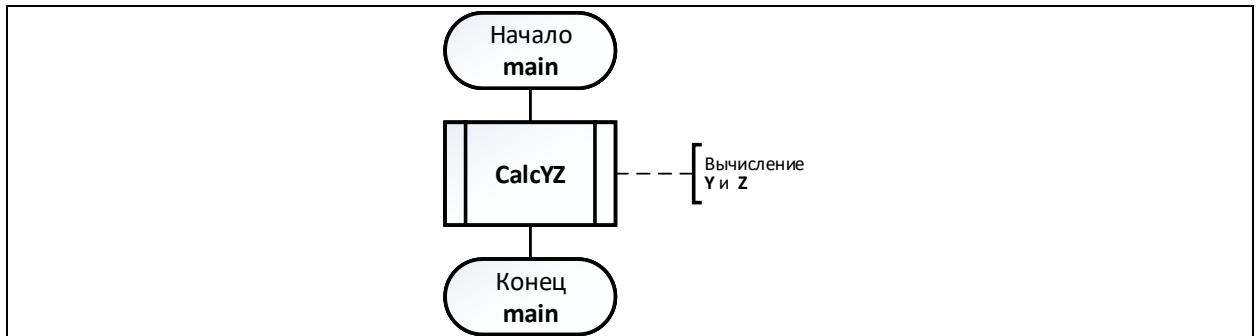 Начало
main
CalcYZ
Вычисление
Y и Z
Конец
main